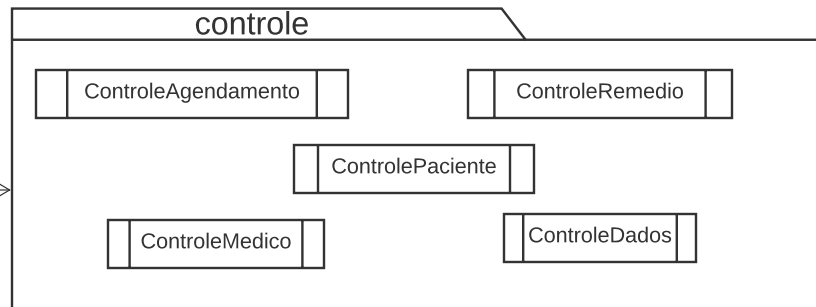 controle
ControleAgendamento
ControleRemedio
ControlePaciente
ControleMedico
ControleDados